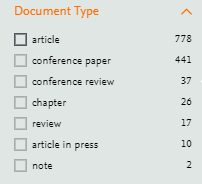 Document Type
article 778
conference paper 441
conference review 37
chapter 26
review 17
article in press 10
note 2